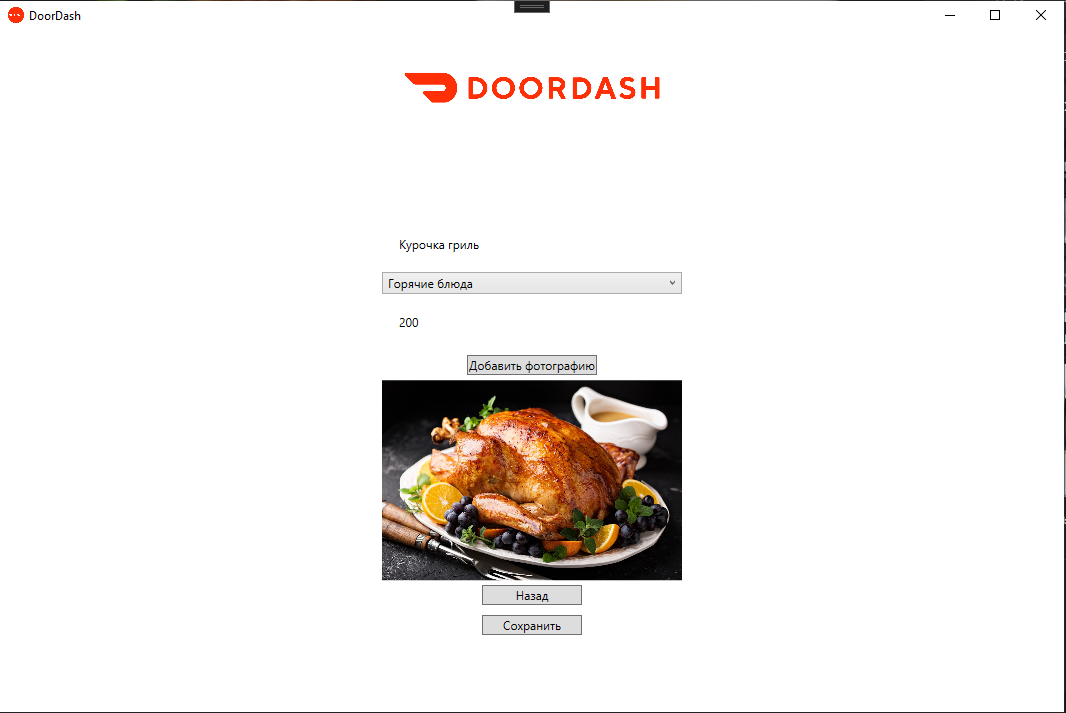 DoorDash
DOORDASH
Курочка гриль
Горячие блюда
200
Добавить фотографию
Назад
Сохранить